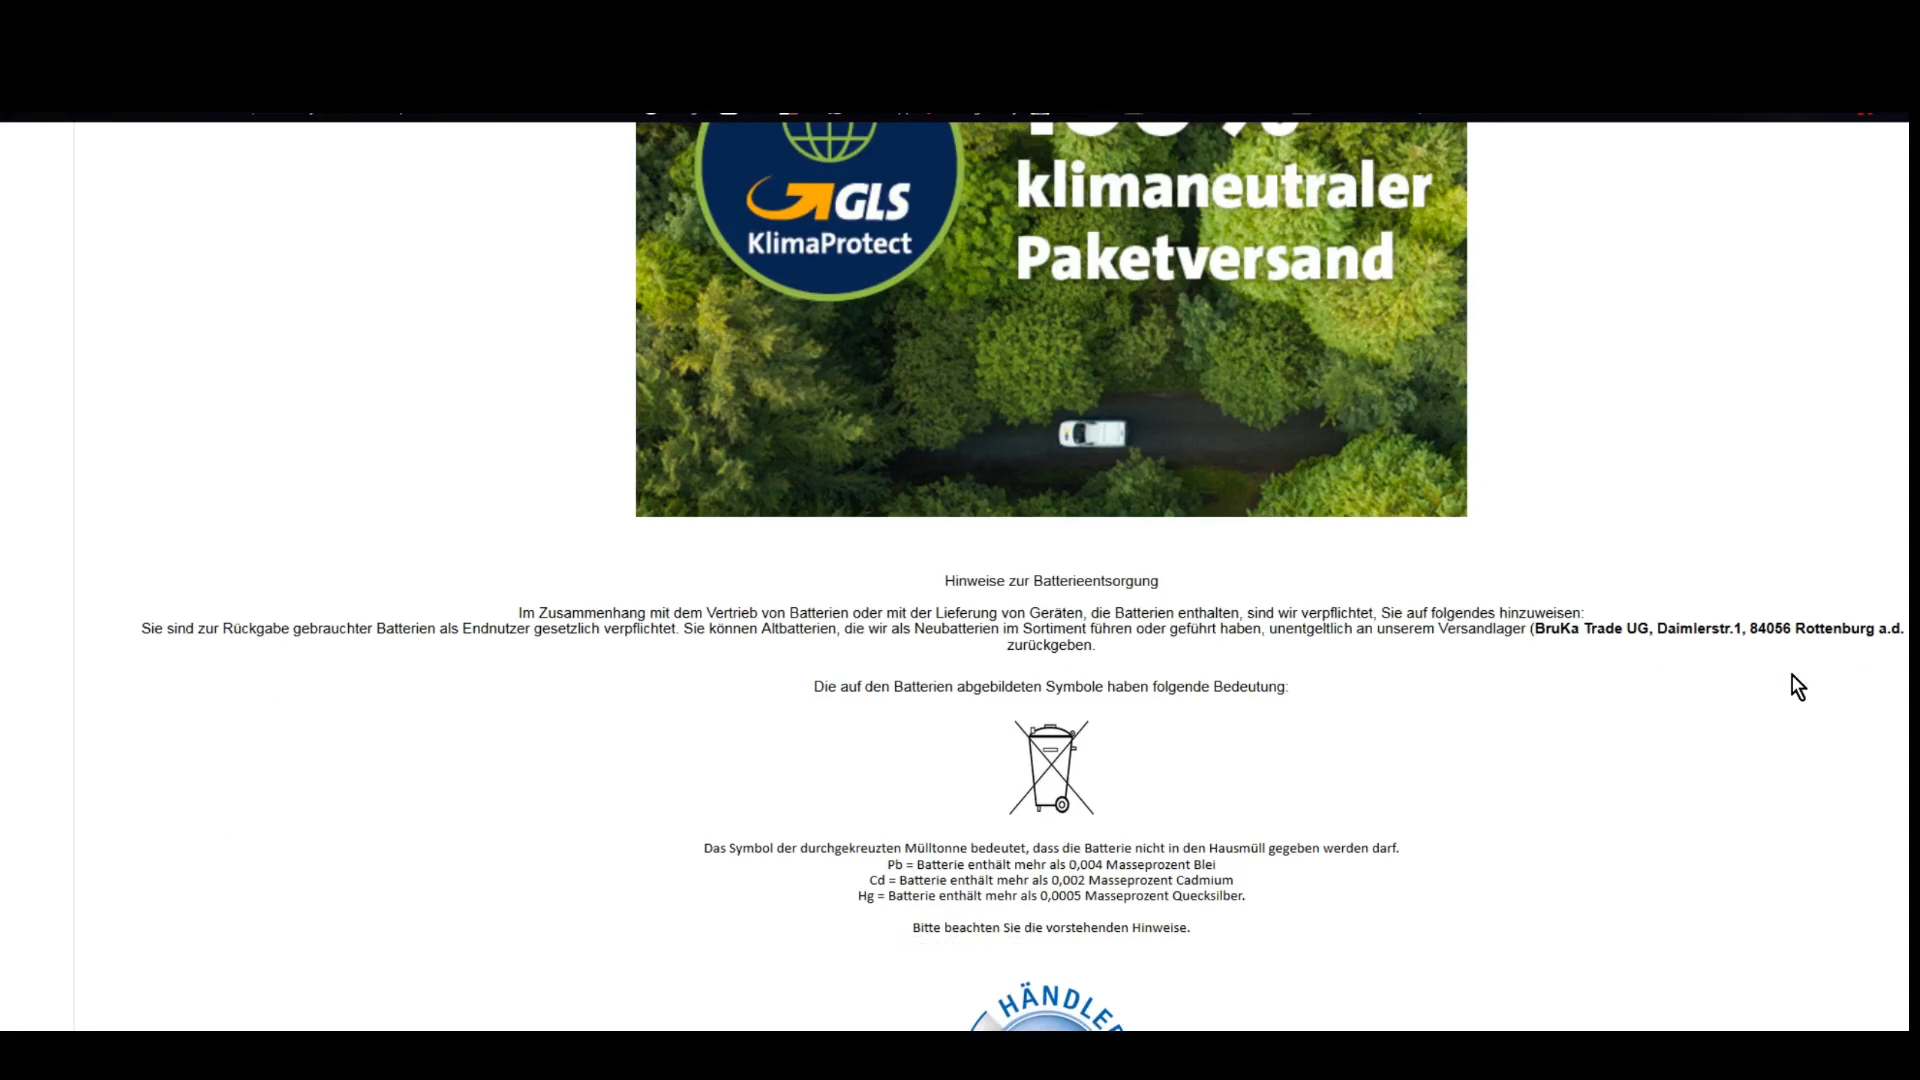 klimaneutraler
Paketversand
GLS
KlimaProtect
Hinweise zur Batterieentsorgung
Im Zusammenhang mit dem Vertrieb von Batterien oder mit der Lieferung von Geräten, die Batterien enthalten, sind wir verpflichtet, Sie auf folgendes hinzuweisen:
Sie sind zur Rückgabe gebrauchter Batterien als Endnutzer gesetzlich verpflichtet. Sie können Altbatterien, die wir als Neubatterien im Sortiment führen oder geführt haben, unentgeltlich an unserem Versandlager (BruKa Trade UG, Daimlerstr.1, 84056 Rottenburg a.d.
zurückgeben.
Die auf den Batterien abgebildeten Symbole haben folgende Bedeutung:
Das Symbol der durchgekreuzten Mülltonne bedeutet, dass die Batterie nicht in den Hausmüll gegeben werden darf.
Pb = Batterie enthält mehr als 0,004 Masseprozent Blei
Cd = Batterie enthält mehr als 0,002 Masseprozent Cadmium
Hg = Batterie enthält mehr als 0,0005 Masseprozent Quecksilber.
Bitte beachten Sie die vorstehenden Hinweise.
HÄNDLE